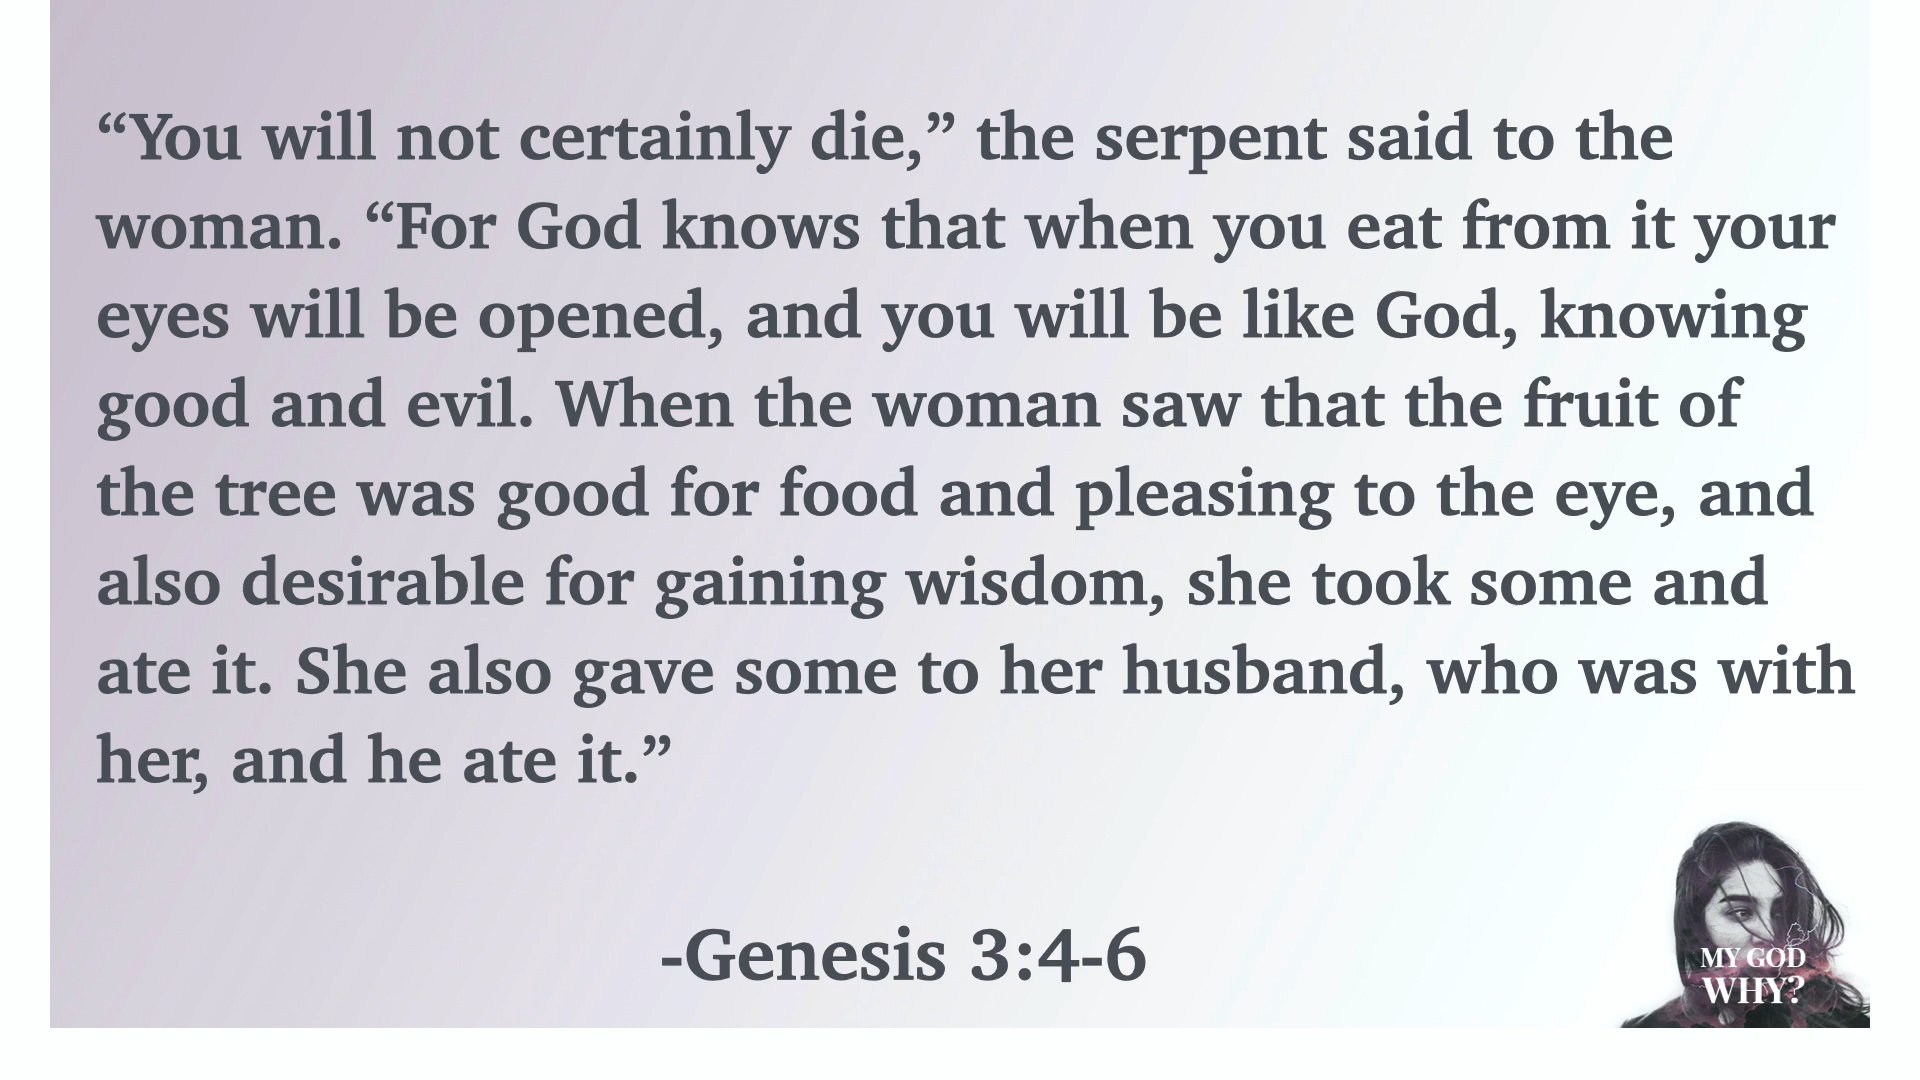 “You will not certainly die,” the serpent said to the
woman. “For God knows that when you eat from it your
eyes will be opened, and you will be like God, knowing
good and evil. When the woman saw that the fruit of
the tree was good for food and pleasing to the eye, and
also desirable for gaining wisdom, she took some and
ate it. She also gave some to her husband, who was with
her, and he ate it.”
-Genesis 3:4-6
MY GOD
WHY?